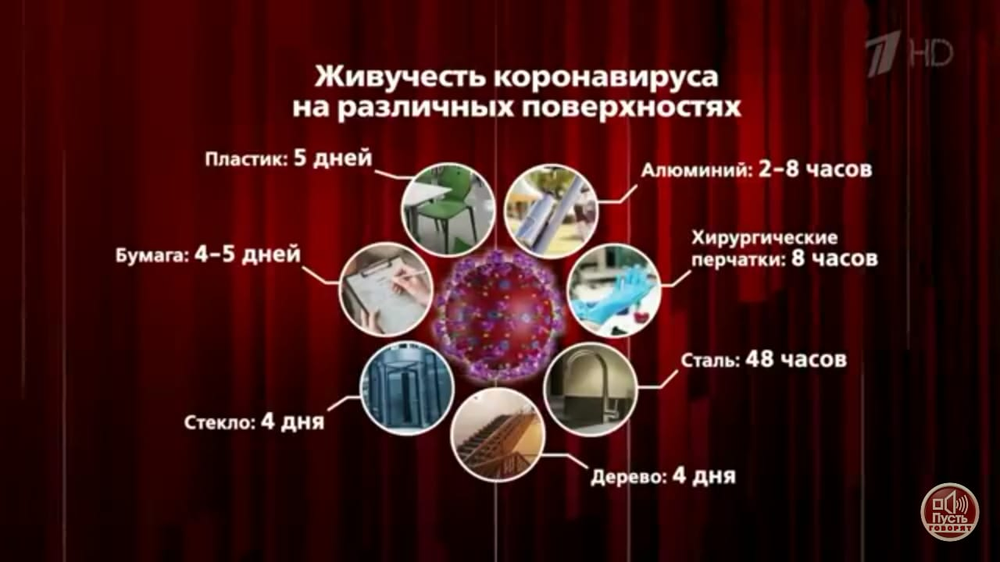 HD
Живучесть коронавируса
на различных поверхностях
Пластик: 5 дней
Алюминий: 2-8 часов
Бумага: 4-5 дней
Хирургические
перчатки: 8 часов
Сталь: 48 часов
Стекло: 4 дня
Дерево: 4 дня
Пусть
ГОВОРЯТ